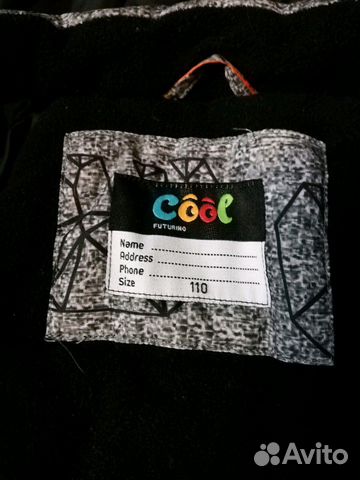 côôl
FUTURINO
Name
Address
Phone
Size 110
Avito